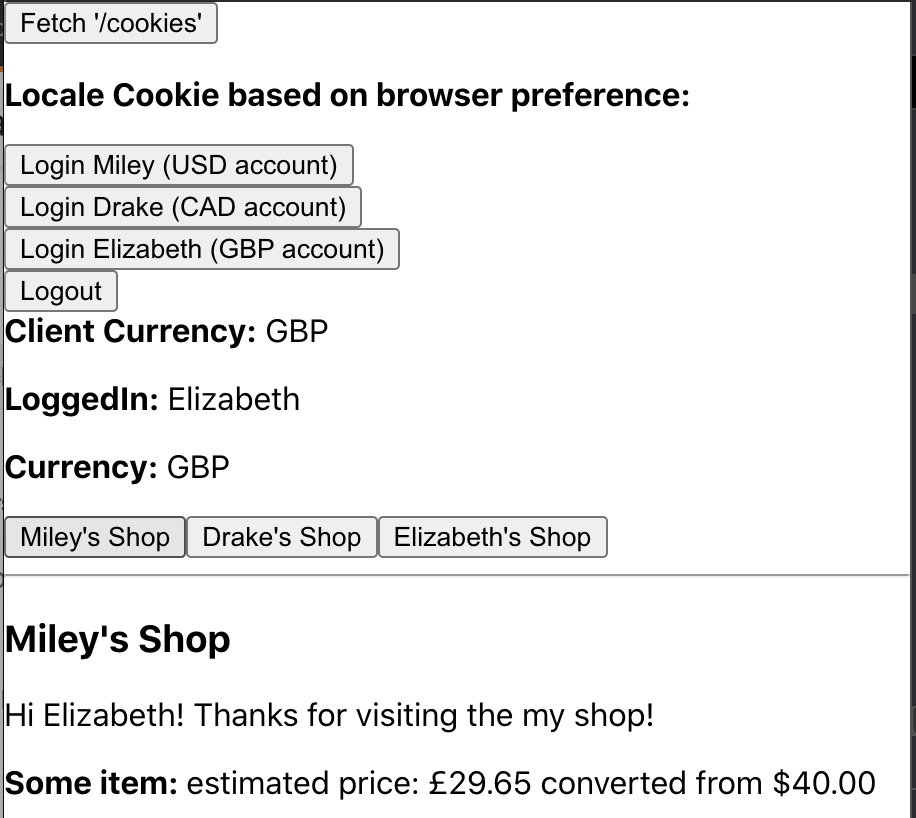 Fetch '/cookies'
Locale Cookie based on browser preference:
Login Miley (USD account)
Login Drake (CAD account)
Login Elizabeth (GBP account)
Logout
Client Currency: GBP
LoggedIn: Elizabeth
Currency: GBP
Miley's Shop Drake's Shop Elizabeth's Shop
Miley's Shop
Hi Elizabeth! Thanks for visiting the my shop!
Some item: estimated price: £29.65 converted from $40.00